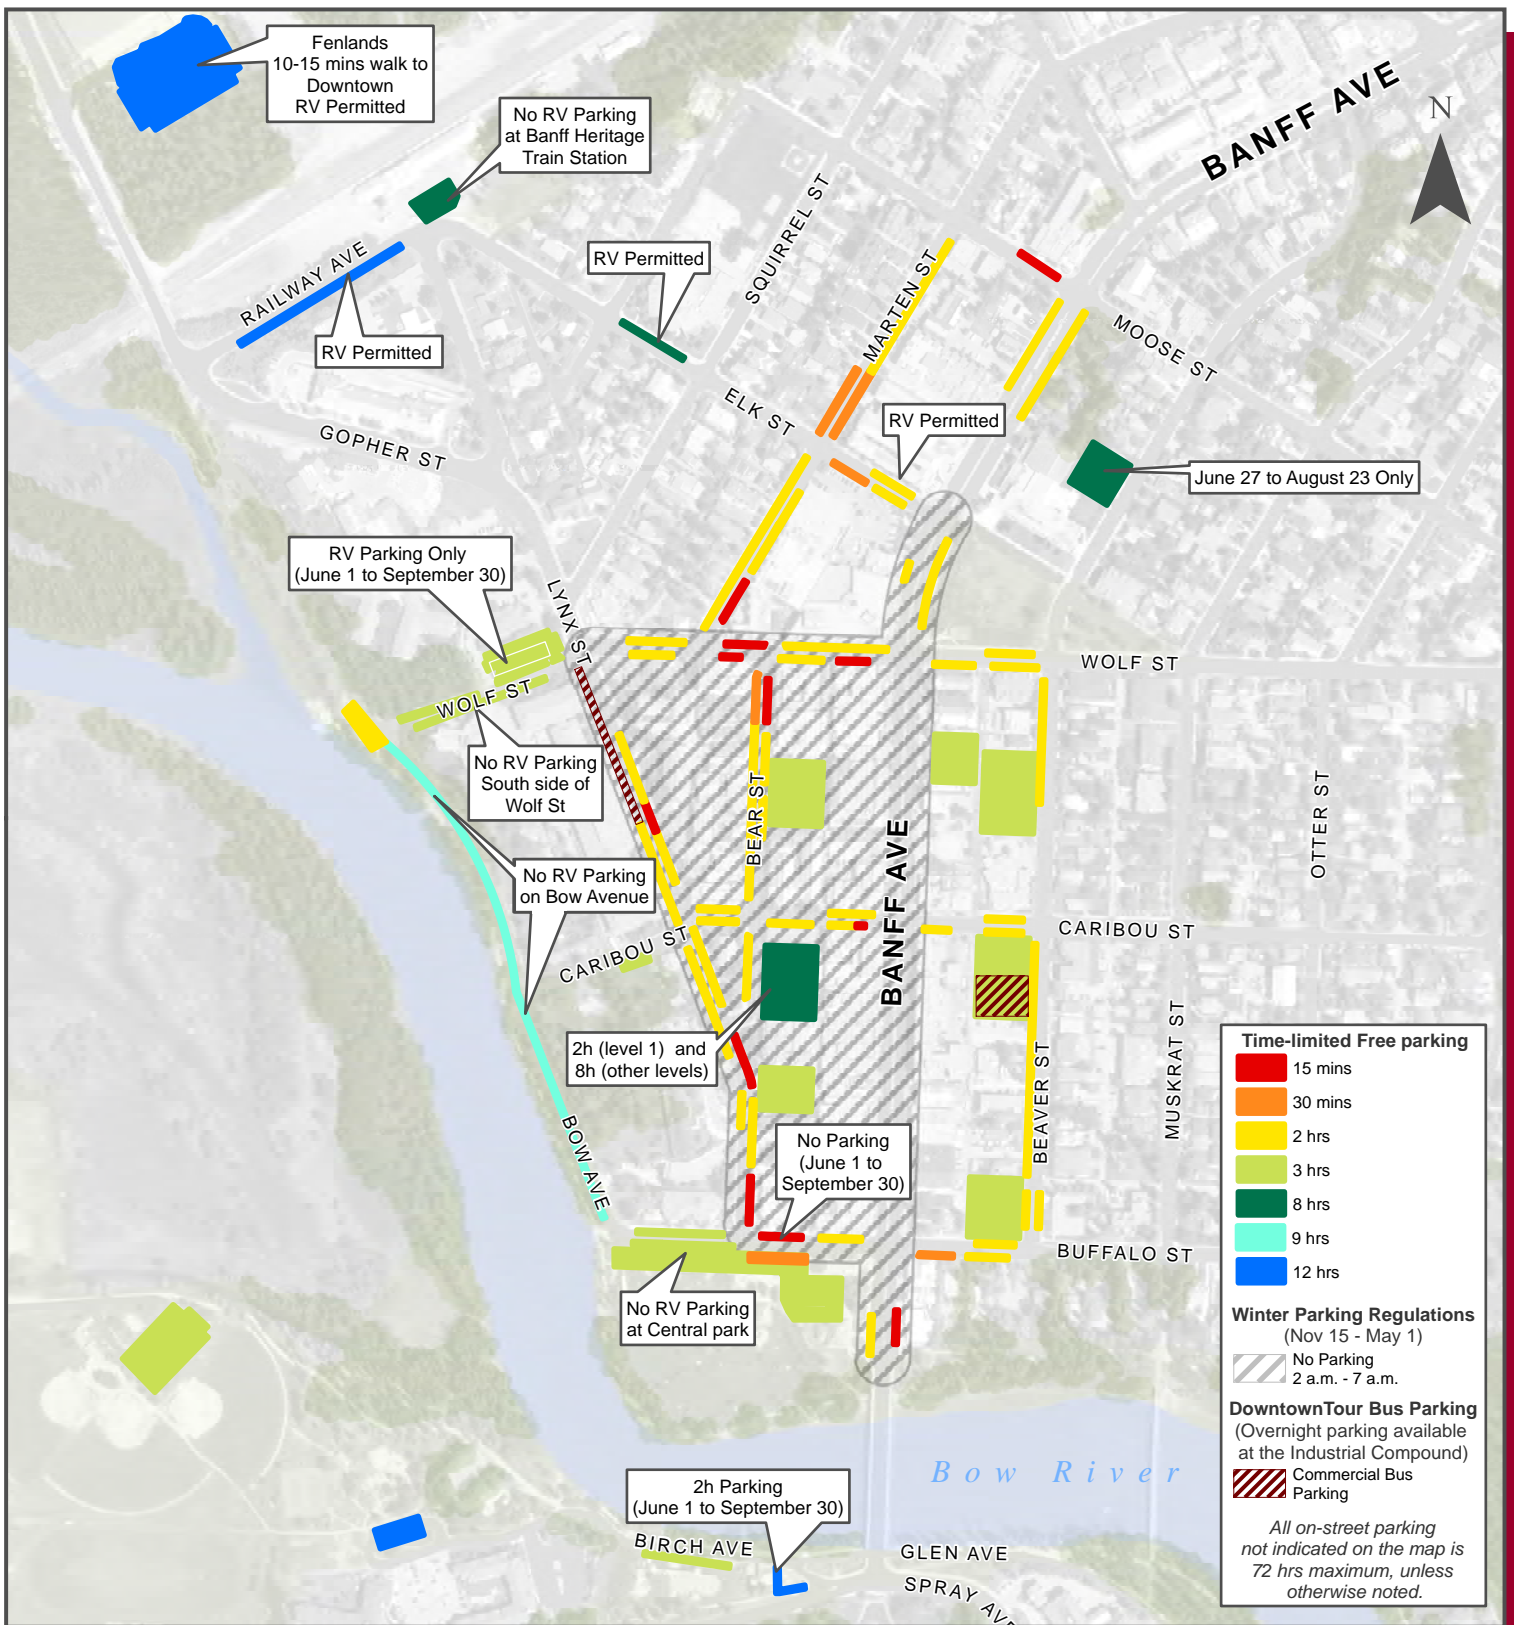 Fenlands
10-15 mins walk to
Downtown
RV Permitted
No RV Parking
at Banff Heritage
Train Station
BANFF AVE
N
RAILWAY AVE
RV Permitted
RV Permitted
SQUIRREL ST
MARTEN ST
MOOSE ST
ELK ST
RV Permitted
GOPHER ST
June 27 to August 23 Only
RV Parking Only
(June 1 to September 30)
LYNX ST
WOLF ST
WOLF ST
No RV Parking
South side of
Wolf St
BEAR ST
OTTER ST
BANFF AVE
No RV Parking
on Bow Avenue
CARIBOU ST
CARIBOU ST
2h (level 1) and
8h (other levels)
BEAVER ST
MUSKRAT ST
BOW AVE
No Parking
(June 1 to
September 30)
BUFFALO ST
No RV Parking
at Central park
Bow River
2h Parking
(June 1 to September 30)
BIRCH AVE
GLEN AVE
SPRAY AVE
Time-limited Free parking
15 mins
30 mins
2 hrs
3 hrs
8 hrs
9 hrs
12 hrs
Winter Parking Regulations
(Nov 15 - May 1)
No Parking
2 a.m. - 7 a.m.
DowntownTour Bus Parking
(Overnight parking available
at the Industrial Compound)
Commercial Bus
Parking
All on-street parking
not indicated on the map is
72 hrs maximum, unless
otherwise noted.